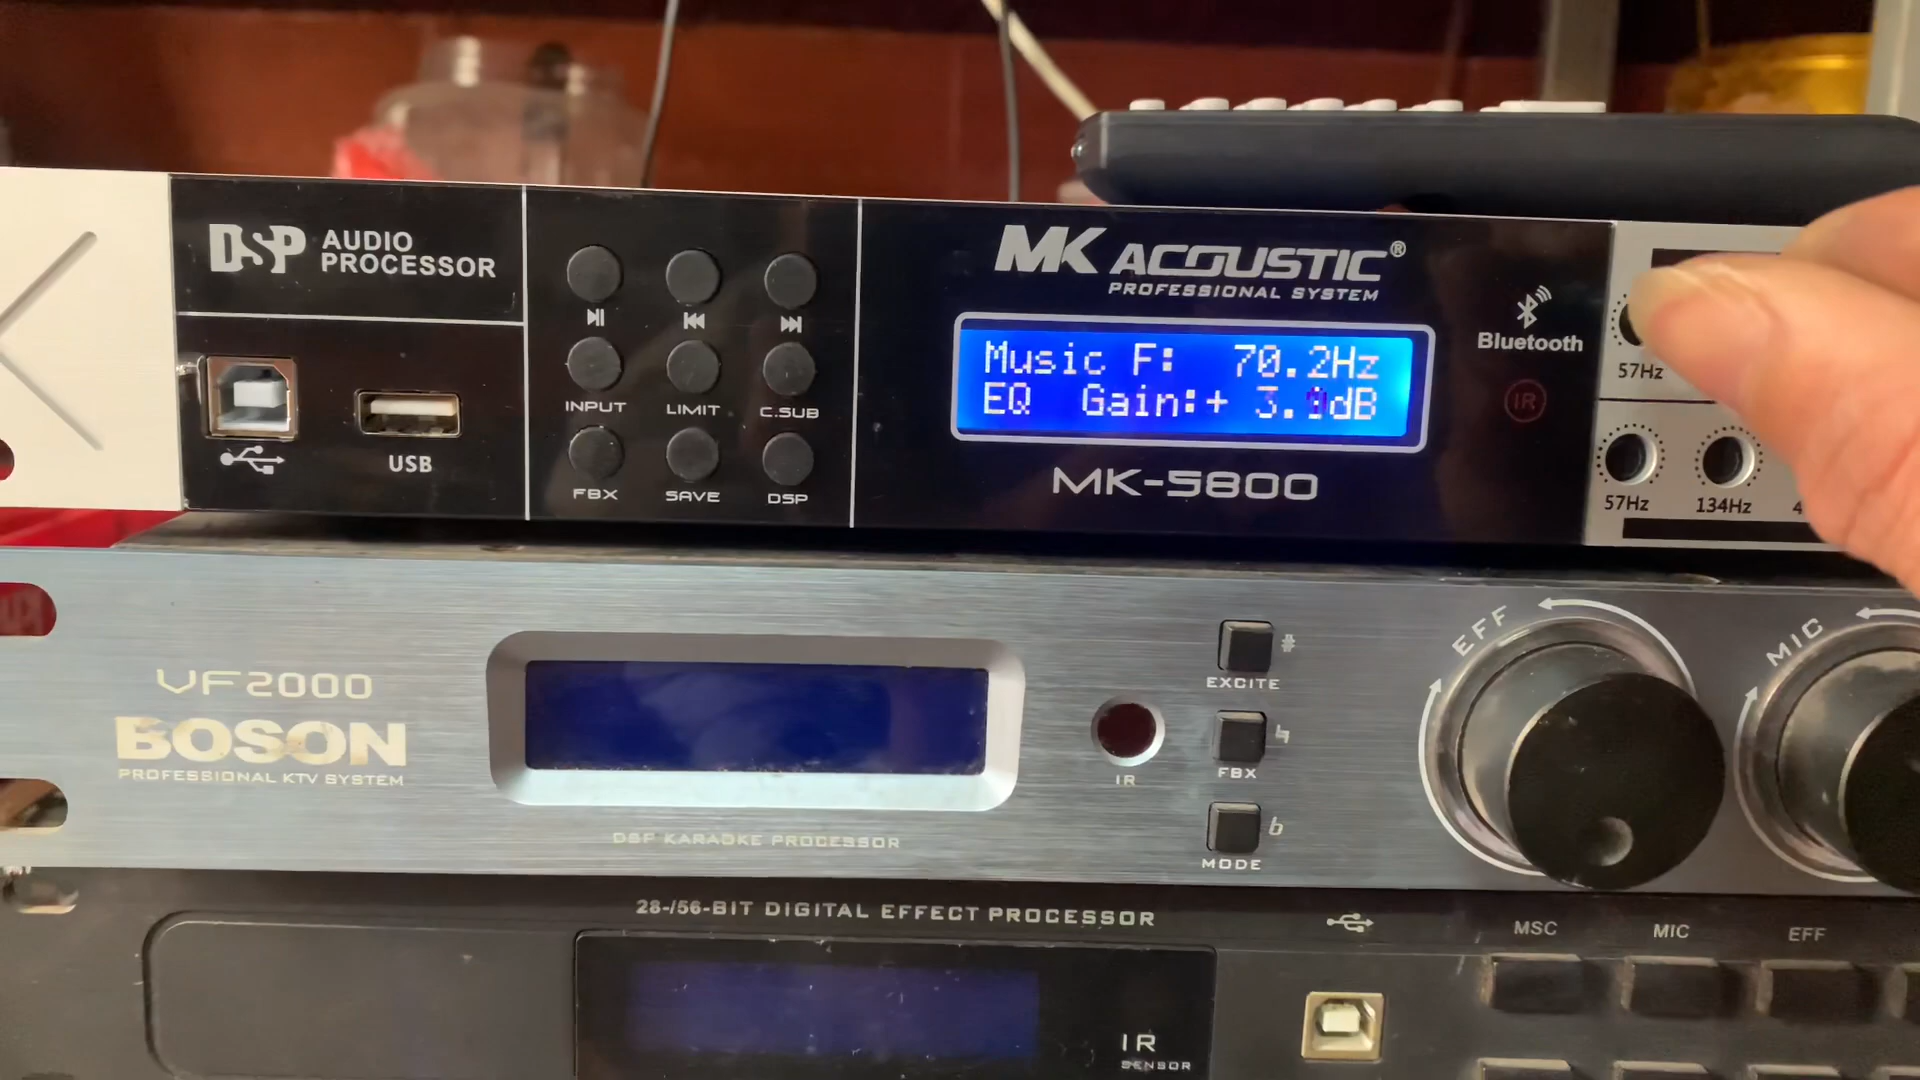 DSP AUDIO
PROCESSOR
USB
INPUT LIMIT C.SUB
FBX SAVE DSP
MK ACOUSTIC®
PROFESSIONAL SYSTEM
Music F: 70.2Hz
EQ Gain:+
MK-5800
Bluetooth
IR
57Hz
57Hz 134Hz
VF2000
BOSON
PROFESSIONAL KTV SYSTEM
DSP KARAOKE PROCESSOR
IR
EXCITE
FBX
MODE
EFF
MIC
28-/56-BIT DIGITAL EFFECT PROCESSOR
IR
SENSOR
MSC MIC EFF